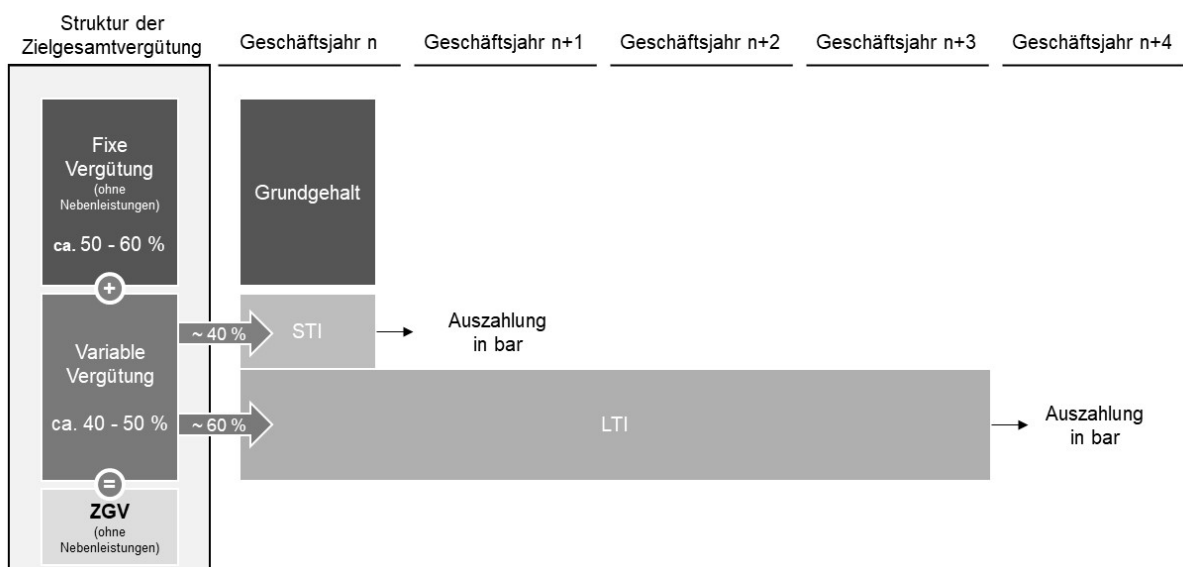 Struktur der
Zielgesamtvergütung
Geschäftsjahr n
Geschäftsjahr n+1
Geschäftsjahr n+2
Geschäftsjahr n+3
Geschäftsjahr n+4
Fixe
Vergütung
(ohne
Nebenleistungen)
ca. 50 - 60 %
Grundgehalt
+
Variable
Vergütung
ca. 40 - 50 %
~ 40 %
STI
Auszahlung
in bar
~ 60 %
LTI
Auszahlung
in bar
=
ZGV
(ohne
Nebenleistungen)